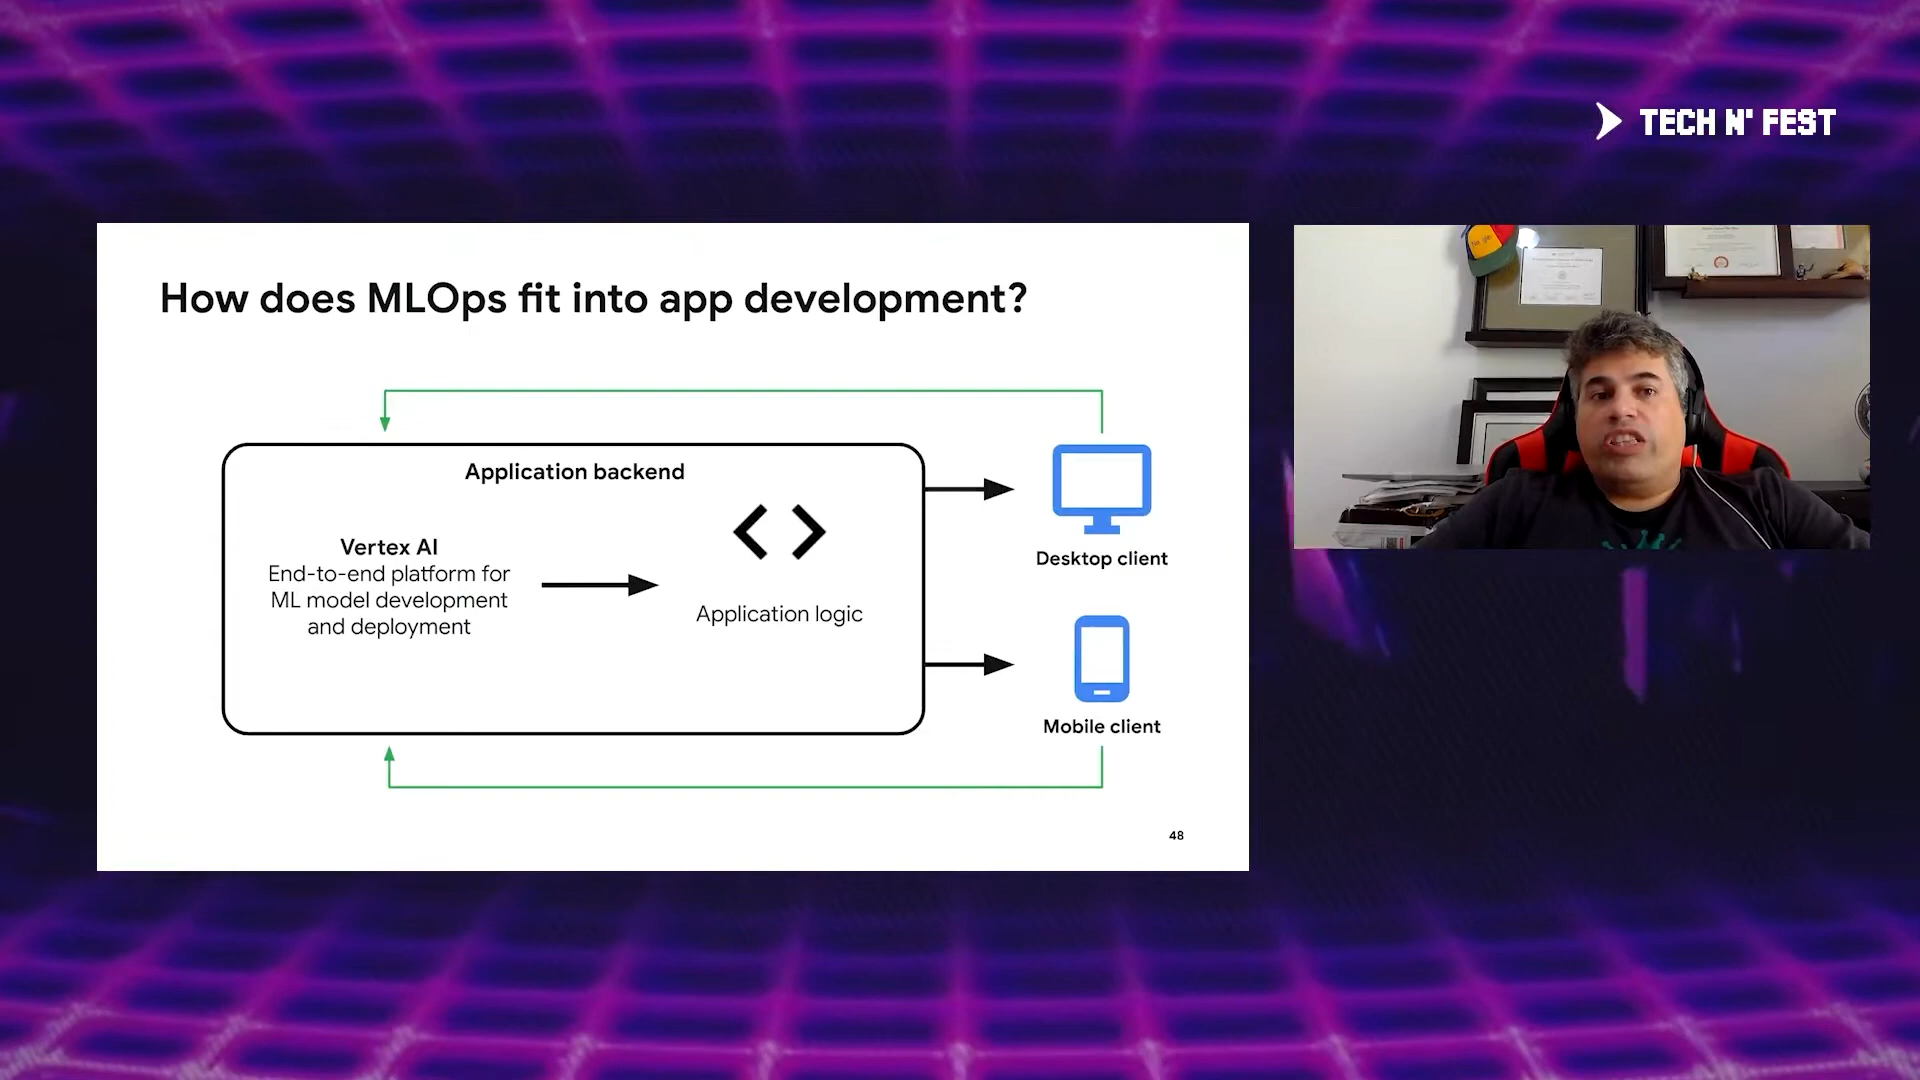 TECH N' FEST
How does MLOps fit into app development?
Application backend
Vertex AI
End-to-end platform for
ML model development
and deployment
Application logic
Desktop client
Mobile client
48